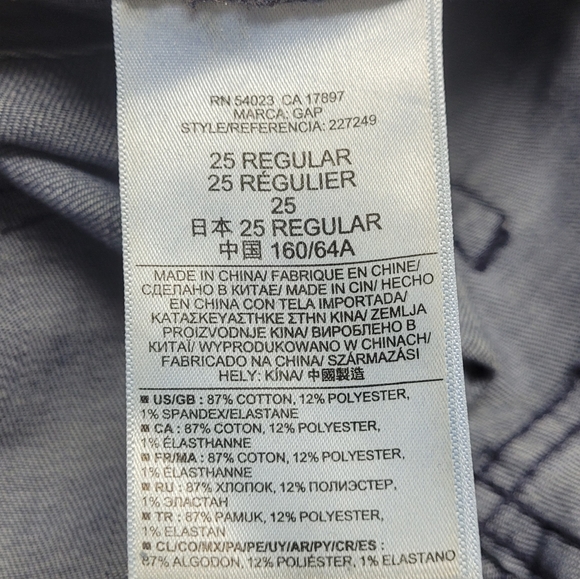 RN 54023 CA 17897
MARCA: GAP
STYLE/REFERENCIA: 227249
25 REGULAR
25 RÉGULIER
25
日本 25 REGULAR
中国 160/64A
MADE IN CHINA/ FABRIQUE EN CHINE/
СДЕЛАНО В КИТАЕ/ MADE IN CIN/ HECHO
EN CHINA CON TELA IMPORTADA/
ΚΑΤΑΣΚΕΥΑΣΤΗΚΕ ΣΤΗΝ ΚΙΝΑ/ ZEMLJA
PROIZVODNJE KINA/ ВИРОБЛЕНО В
КИТАЇ/ WYPRODUKOWANO W CHINACH/
FABRICADO NA CHINA/ SZÁRMAZÁSI
HELY: KÍNA/ 中國製造
■ US/GB : 87% COTTON, 12% POLYESTER,
1% SPANDEX/ELASTANE
■ CA : 87% COTON, 12% POLYESTER,
1% ÉLASTHANNE
■ FR/MA : 87% COTON, 12% POLYESTER,
1% ÉLASTHANNE
■ RU : 87% ХЛОПОК, 12% ПОЛИЭСТЕР,
1% ЭЛАСТАН
■ TR : 87% PAMUK, 12% POLYESTER,
1% ELASTAN
■ CL/CO/MX/PA/PE/UY/AR/PY/CR/ES :
87% ALGODON, 12% POLIÉSTER, 1% ELASTANO